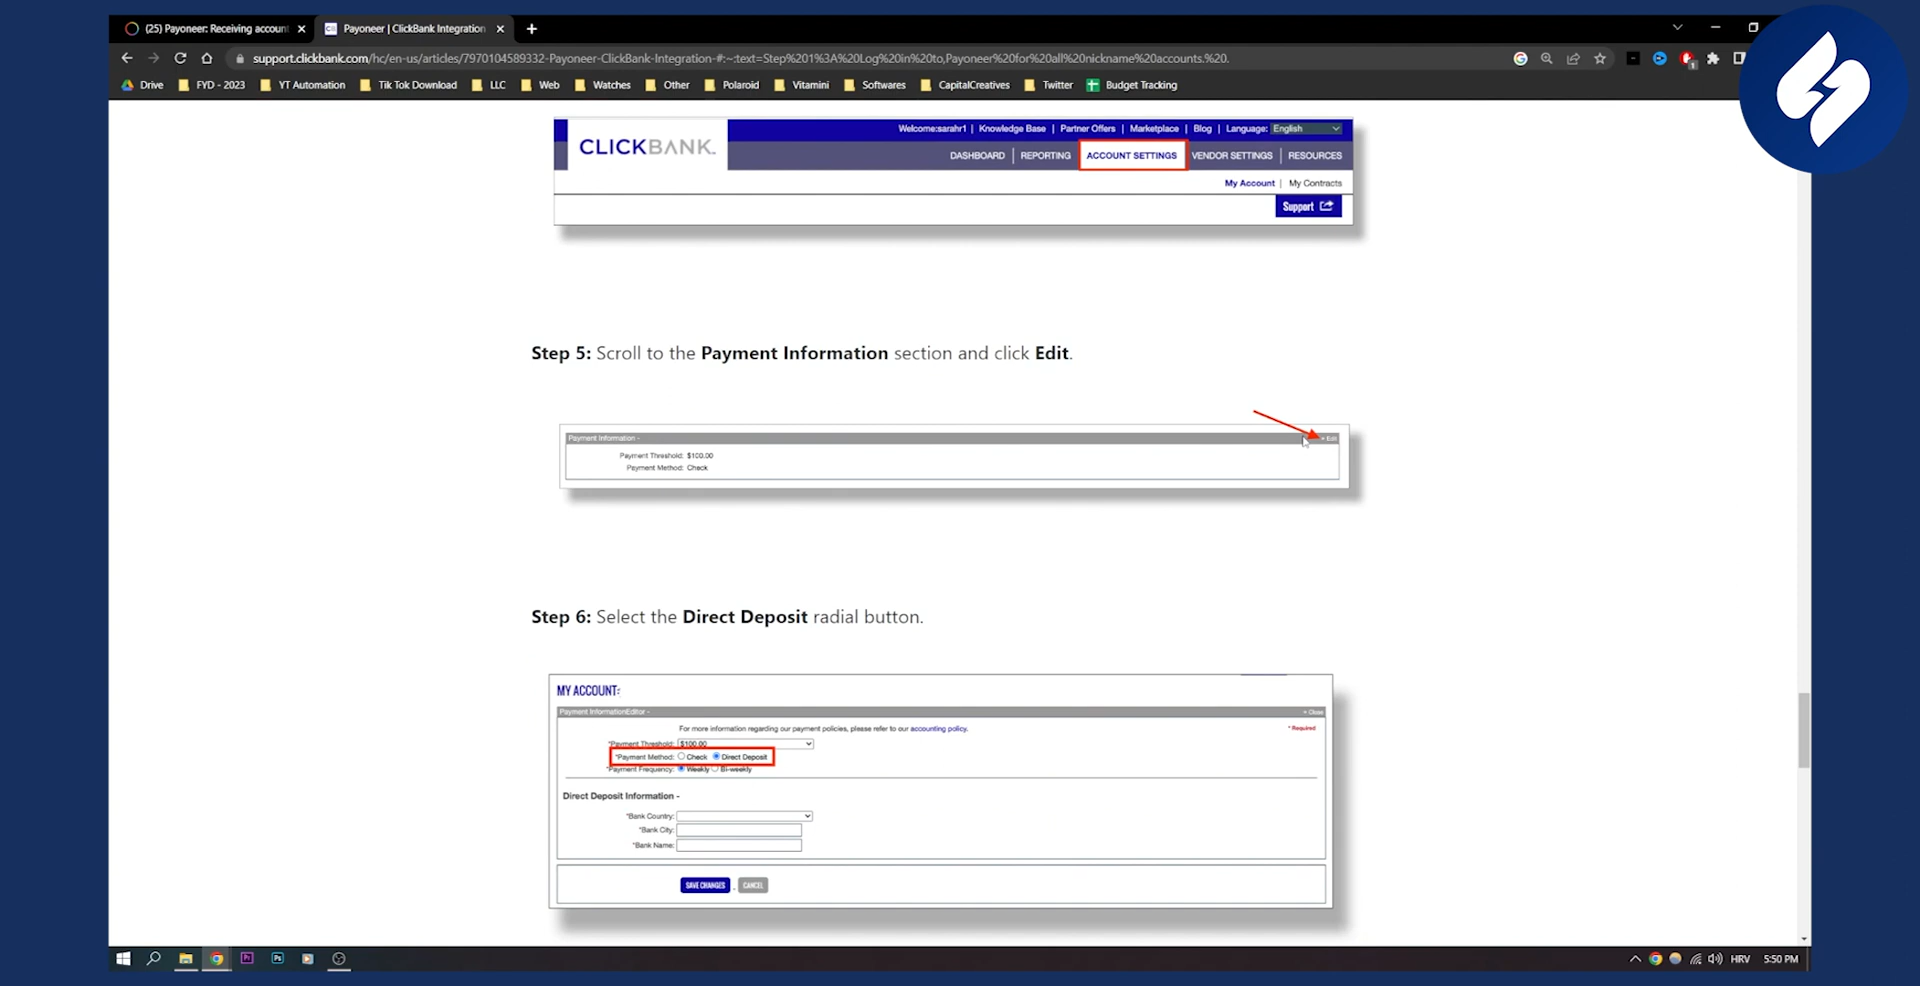 (25) Payoneer: Receiving account
Payoneer | ClickBank Integration
support.clickbank.com/hc/en-us/articles/7970104589332-Payoneer-ClickBank-Integration-#:~:text=Step%201%3A%20Log%20in%20to,Payoneer%20for%20all%20nickname%20accounts.%20.
Drive FYD - 2023 YT Automation Tik Tok Download LLC Web Watches Other Polaroid Vitamini Softwares CapitalCreatives Twitter Budget Tracking
Welcome:sarahr1 | Knowledge Base | Partner Offers | Marketplace | Blog | Language: English
CLICKBANK.
DASHBOARD | REPORTING ACCOUNT SETTINGS VENDOR SETTINGS | RESOURCES
My Account | My Contracts
Support
Step 5: Scroll to the Payment Information section and click Edit.
Payment Information - Edit
Payment Threshold: $100.00
Payment Method: Check
Step 6: Select the Direct Deposit radial button.
MY ACCOUNT:
Payment InformationEditor - Close
For more information regarding our payment policies, please refer to our accounting policy. * Required
*Payment Threshold: $100.00
*Payment Method: Check Direct Deposit
*Payment Frequency: Weekly Bi-weekly
Direct Deposit Information -
*Bank Country:
*Bank City:
*Bank Name:
SAVE CHANGES CANCEL
Pr Ps HRV 5:50 PM